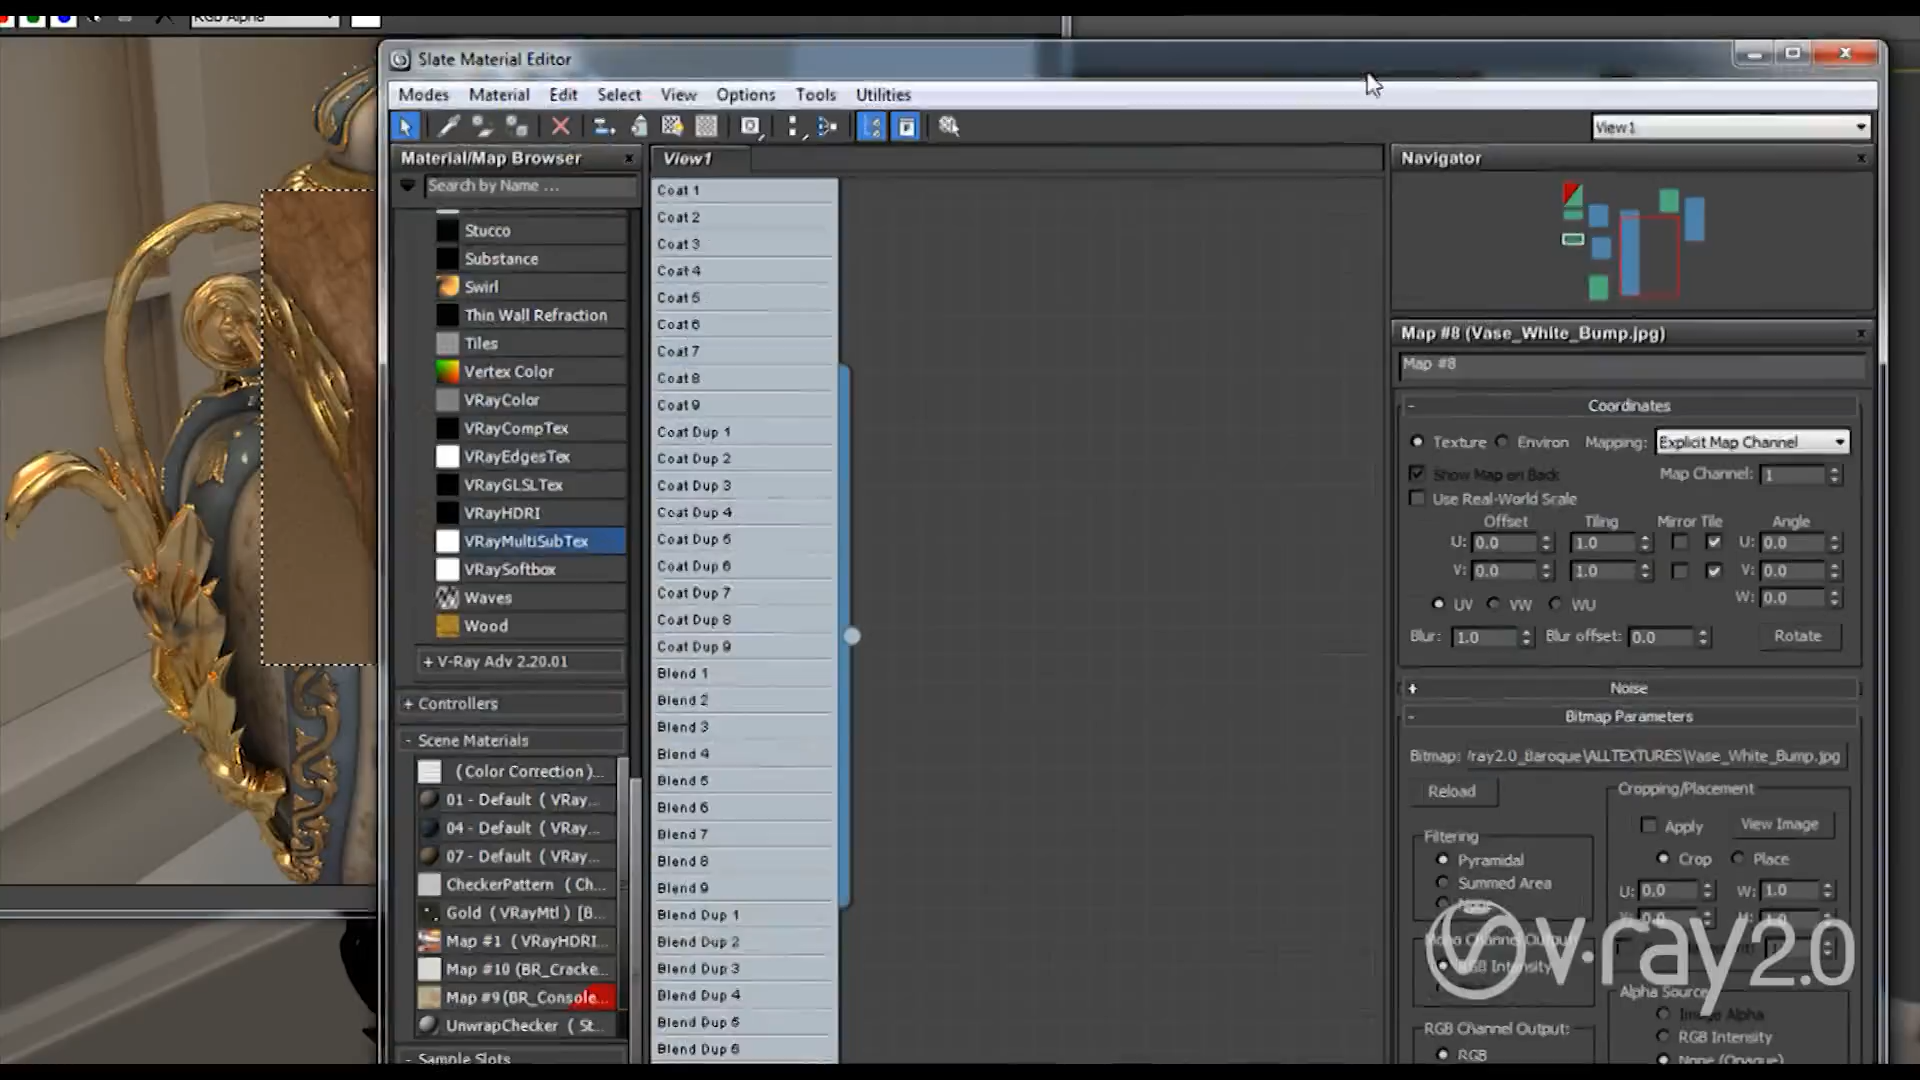 RGB Alpha
Slate Material Editor
Modes Material Edit Select View Options Tools Utilities
View1
Material/Map Browser
Search by Name ...
Stucco
Substance
Swirl
Thin Wall Refraction
Tiles
Vertex Color
VRayColor
VRayCompTex
VRayEdgesTex
VRayGLSLTex
VRayHDRI
VRayMultiSubTex
VRaySoftbox
Waves
Wood
+ V-Ray Adv 2.20.01
+ Controllers
- Scene Materials
( Color Correction )...
01 - Default ( VRay...
04 - Default ( VRay...
07 - Default ( VRay...
CheckerPattern ( Ch...
Gold ( VRayMtl ) [B...
Map #1 ( VRayHDRI...
Map #10 (BR_Cracke...
Map #9 (BR_Console...
UnwrapChecker ( St...
- Sample Slots
View1
Coat 1
Coat 2
Coat 3
Coat 4
Coat 5
Coat 6
Coat 7
Coat 8
Coat 9
Coat Dup 1
Coat Dup 2
Coat Dup 3
Coat Dup 4
Coat Dup 5
Coat Dup 6
Coat Dup 7
Coat Dup 8
Coat Dup 9
Blend 1
Blend 2
Blend 3
Blend 4
Blend 5
Blend 6
Blend 7
Blend 8
Blend 9
Blend Dup 1
Blend Dup 2
Blend Dup 3
Blend Dup 4
Blend Dup 5
Blend Dup 6
Navigator
Map #8 (Vase_White_Bump.jpg)
Map #8
- Coordinates
Texture Environ Mapping: Explicit Map Channel
Show Map on Back Map Channel: 1
Use Real-World Scale
Offset Tiling Mirror Tile Angle
U: 0.0 1.0 U: 0.0
V: 0.0 1.0 V: 0.0
W: 0.0
UV VW WU
Blur: 1.0 Blur offset: 0.0 Rotate
+ Noise
- Bitmap Parameters
Bitmap: /ray2.0_Baroque\ALLTEXTURES\Vase_White_Bump.jpg
Reload
Cropping/Placement
Apply View Image
Crop Place
U: 0.0 W: 1.0
Filtering
Pyramidal
Summed Area
RGB Intensity
v·ray2.0
RGB Channel Output:
RGB
Alpha Source
Image Alpha
RGB Intensity
None (Opaque)